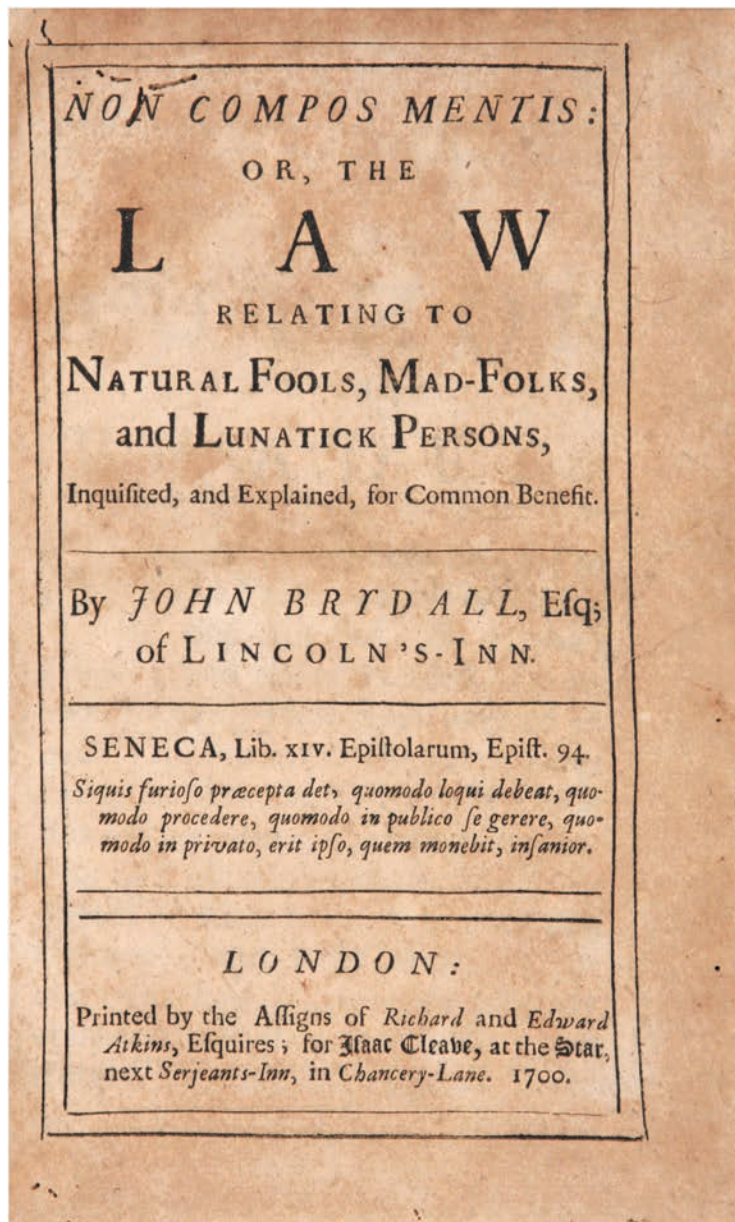 NON COMPOS MENTIS:
OR, THE
LAW
RELATING TO
NATURAL FOOLS, MAD-FOLKS,
and LUNATICK PERSONS,
Inquiſited, and Explained, for Common Benefit.
By JOHN BRYDALL, Eſq;
of LINCOLN'S-INN.
SENECA, Lib. XIV. Epiſtolarum, Epiſt. 94.
Siquis furioſo præcepta det, quomodo loqui debeat, quo-
modo procedere, quomodo in publico ſe gerere, quo-
modo in privato, erit ipſo, quem monebit, inſanior.
LONDON:
Printed by the Aſſigns of Richard and Edward
Atkins, Eſquires; for Iſaac Cleave, at the Star,
next Serjeants-Inn, in Chancery-Lane. 1700.